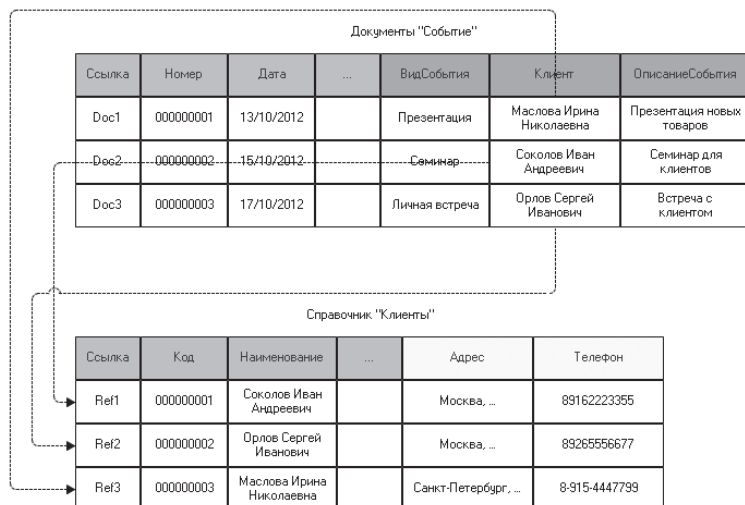 Документы "Событие"
Ссылка Номер Дата ... ВидСобытия Клиент ОписаниеСобытия
Doc1 000000001 13/10/2012 Презентация Маслова Ирина Николаевна Презентация новых товаров
Doc2 000000002 15/10/2012 Семинар Соколов Иван Андреевич Семинар для клиентов
Doc3 000000003 17/10/2012 Личная встреча Орлов Сергей Иванович Встреча с клиентом
Справочник "Клиенты"
Ссылка Код Наименование ... Адрес Телефон
Ref1 000000001 Соколов Иван Андреевич Москва, ... 89162223355
Ref2 000000002 Орлов Сергей Иванович Москва, ... 89265556677
Ref3 000000003 Маслова Ирина Николаевна Санкт-Петербург, ... 8-915-4447799